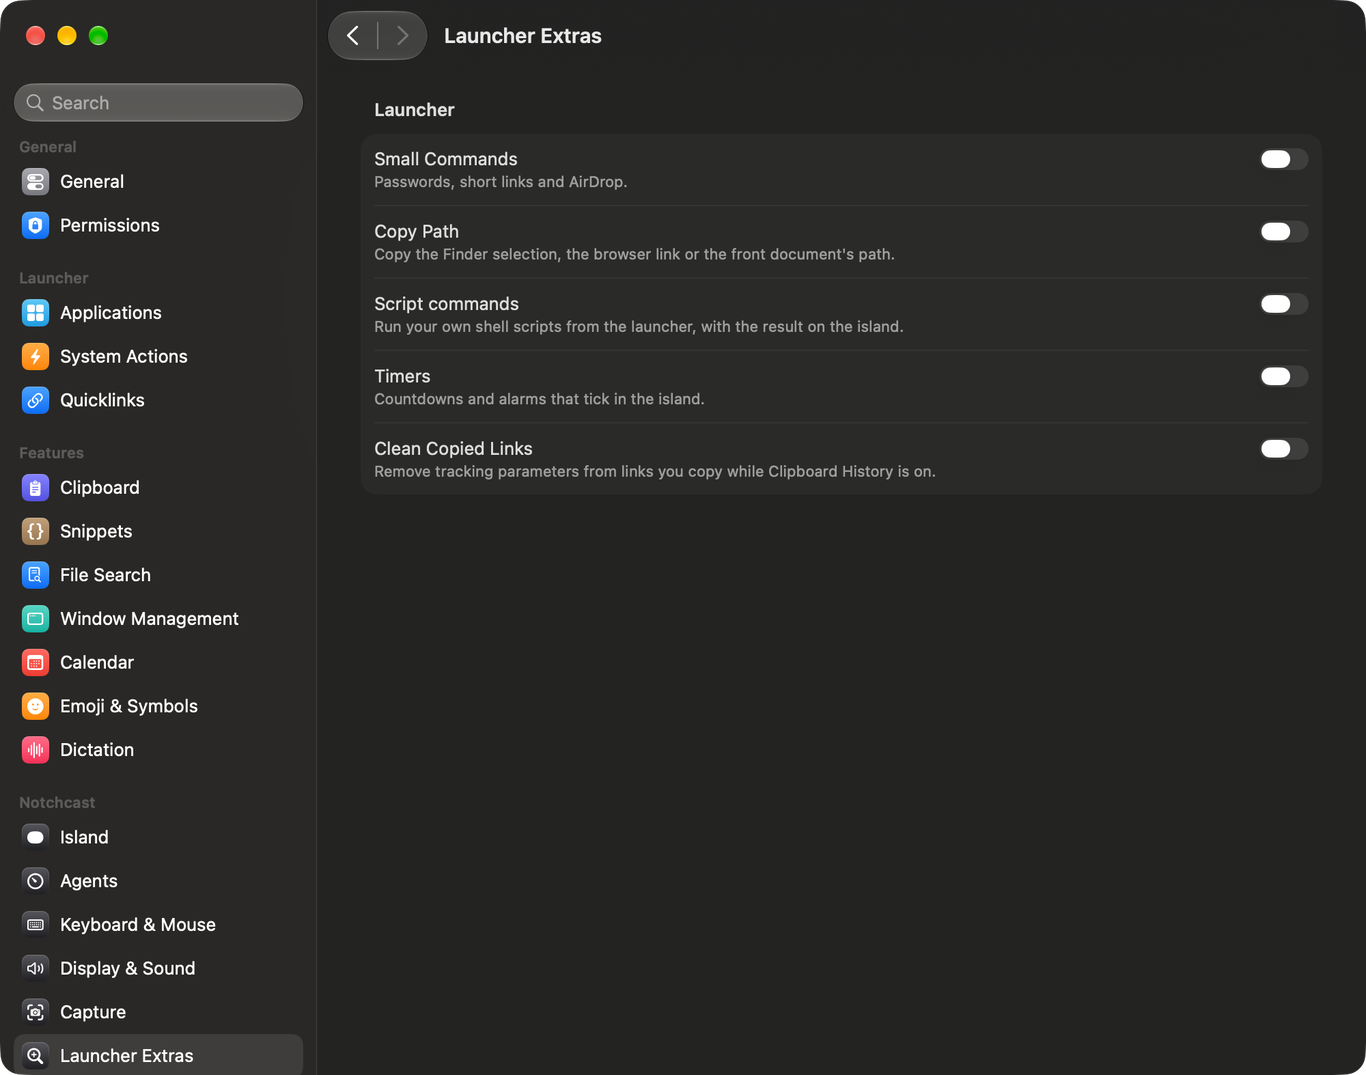 Launcher Extras
Search
General
General
Permissions
Launcher
Applications
System Actions
Quicklinks
Features
Clipboard
Snippets
File Search
Window Management
Calendar
Emoji & Symbols
Dictation
Notchcast
Island
Agents
Keyboard & Mouse
Display & Sound
Capture
Launcher Extras
Launcher
Small Commands
Passwords, short links and AirDrop.
Copy Path
Copy the Finder selection, the browser link or the front document's path.
Script commands
Run your own shell scripts from the launcher, with the result on the island.
Timers
Countdowns and alarms that tick in the island.
Clean Copied Links
Remove tracking parameters from links you copy while Clipboard History is on.